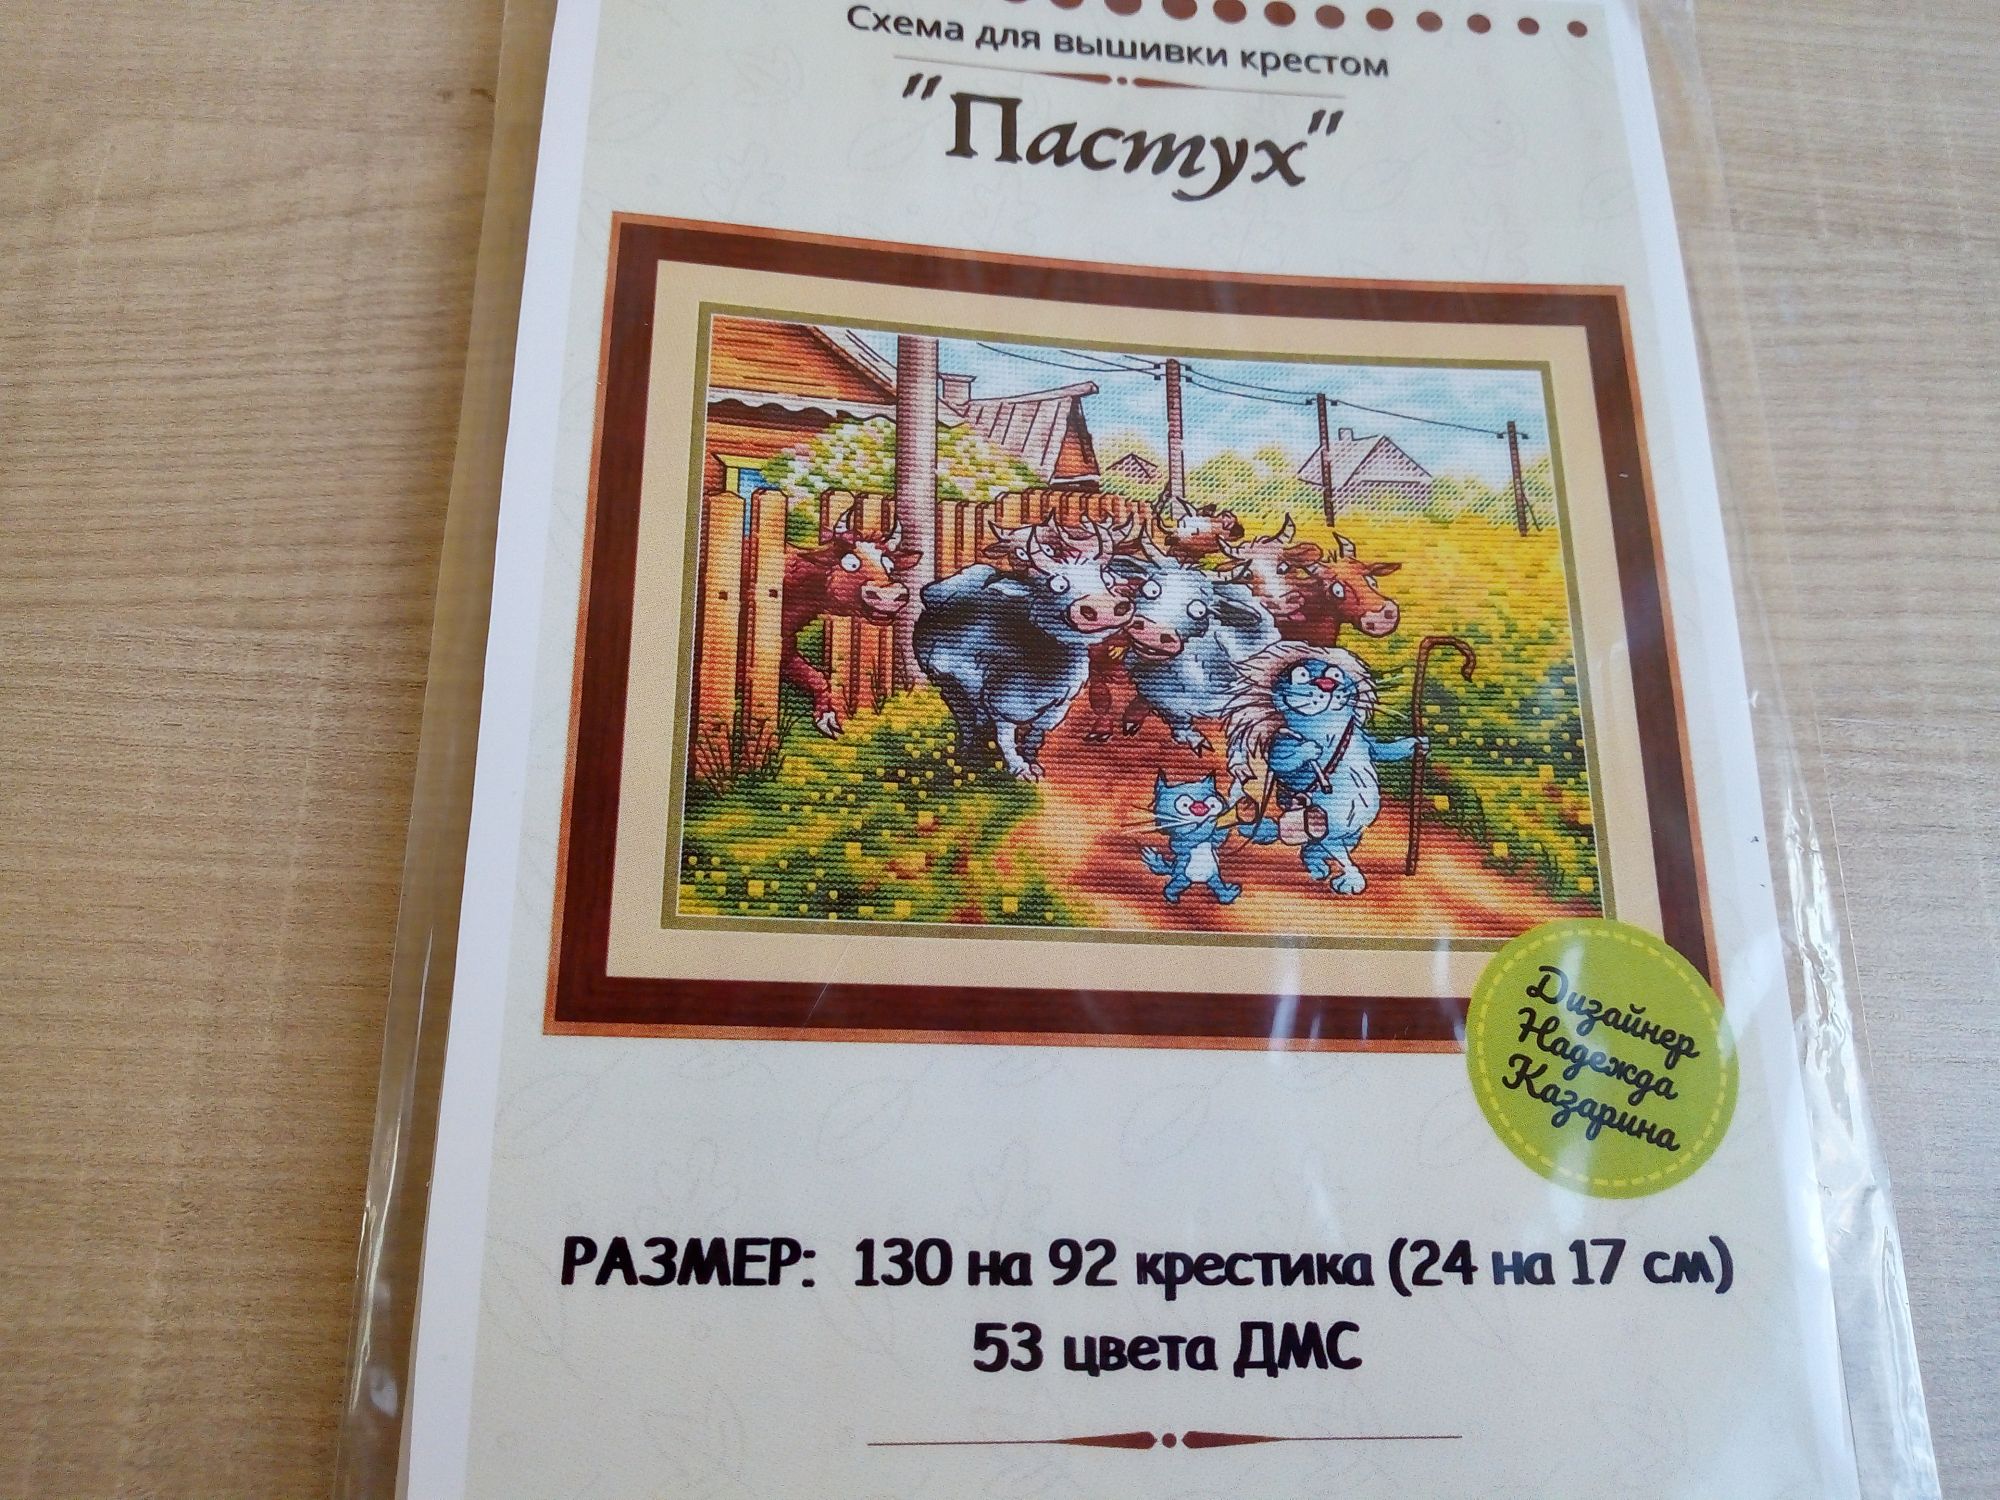 Схема для вышивки крестом
"Пастух"
Дизайнер
Надежда
Казарина
РАЗМЕР: 130 на 92 крестика (24 на 17 см)
53 цвета ДМС